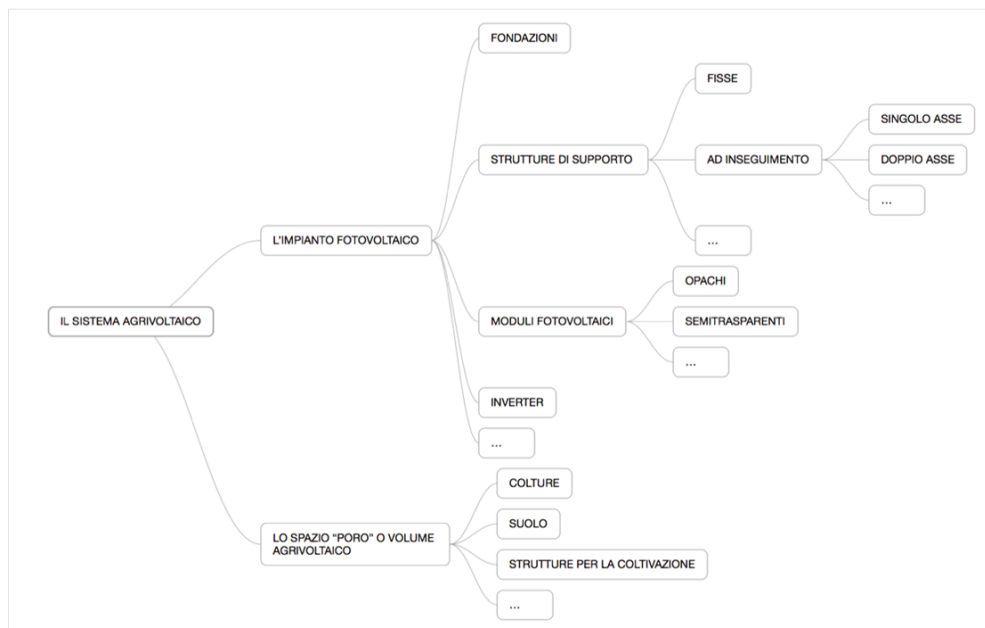 IL SISTEMA AGRIVOLTAICO
L'IMPIANTO FOTOVOLTAICO
FONDAZIONI
STRUTTURE DI SUPPORTO
FISSE
AD INSEGUIMENTO
SINGOLO ASSE
DOPPIO ASSE
...
...
MODULI FOTOVOLTAICI
OPACHI
SEMITRASPARENTI
...
INVERTER
...
LO SPAZIO “PORO” O VOLUME
AGRIVOLTAICO
COLTURE
SUOLO
STRUTTURE PER LA COLTIVAZIONE
...